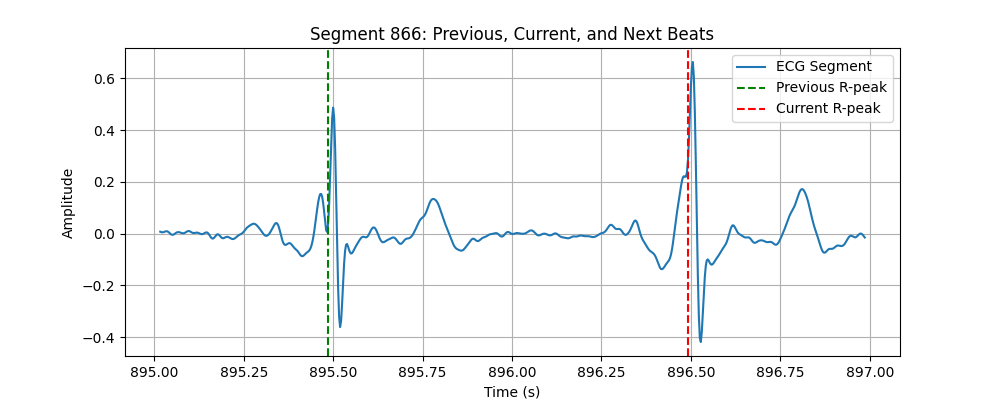 Segment 866: Previous, Current, and Next Beats
ECG Segment
Previous R-peak
Current R-peak
Amplitude
0.6
0.4
0.2
0.0
−0.2
−0.4
895.00 895.25 895.50 895.75 896.00 896.25 896.50 896.75 897.00
Time (s)